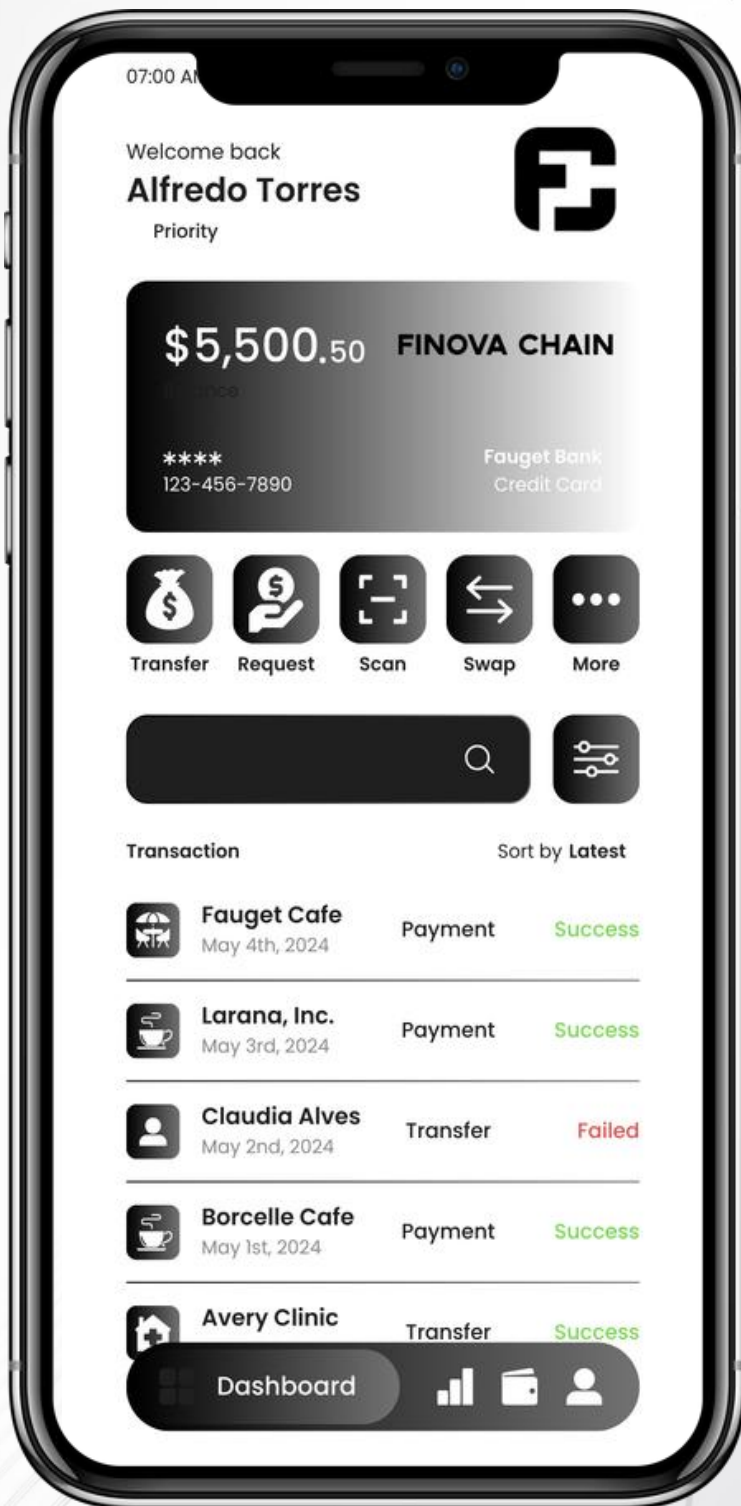 07:00 AM
Welcome back
Alfredo Torres
Priority
$5,500.50
FINOVA CHAIN
****
123-456-7890
Fauget Bank
Credit Card
Transfer
Request
Scan
Swap
More
Transaction
Sort by Latest
Fauget Cafe
May 4th, 2024
Payment
Success
Larana, Inc.
May 3rd, 2024
Payment
Success
Claudia Alves
May 2nd, 2024
Transfer
Failed
Borcelle Cafe
May 1st, 2024
Payment
Success
Avery Clinic
Transfer
Success
Dashboard